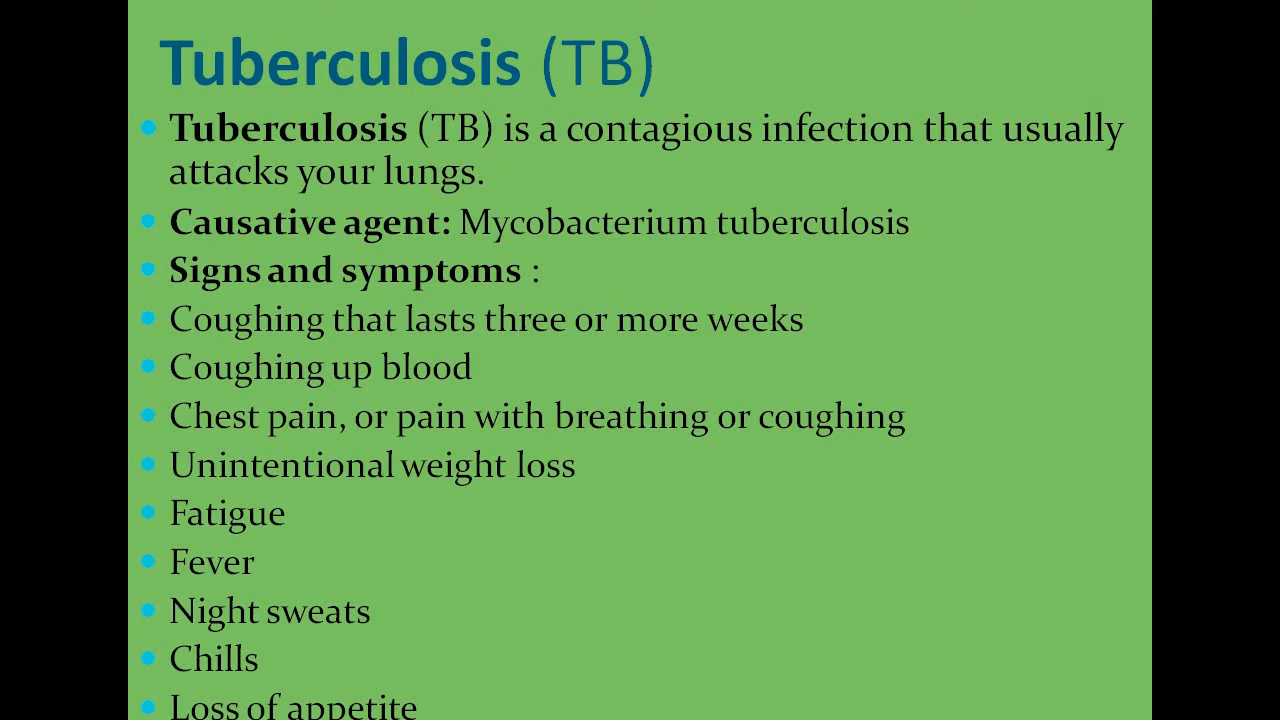 Tuberculosis (TB)
Tuberculosis (TB) is a contagious infection that usually
attacks your lungs.
Causative agent: Mycobacterium tuberculosis
Signs and symptoms :
Coughing that lasts three or more weeks
Coughing up blood
Chest pain, or pain with breathing or coughing
Unintentional weight loss
Fatigue
Fever
Night sweats
Chills
Loss of appetite